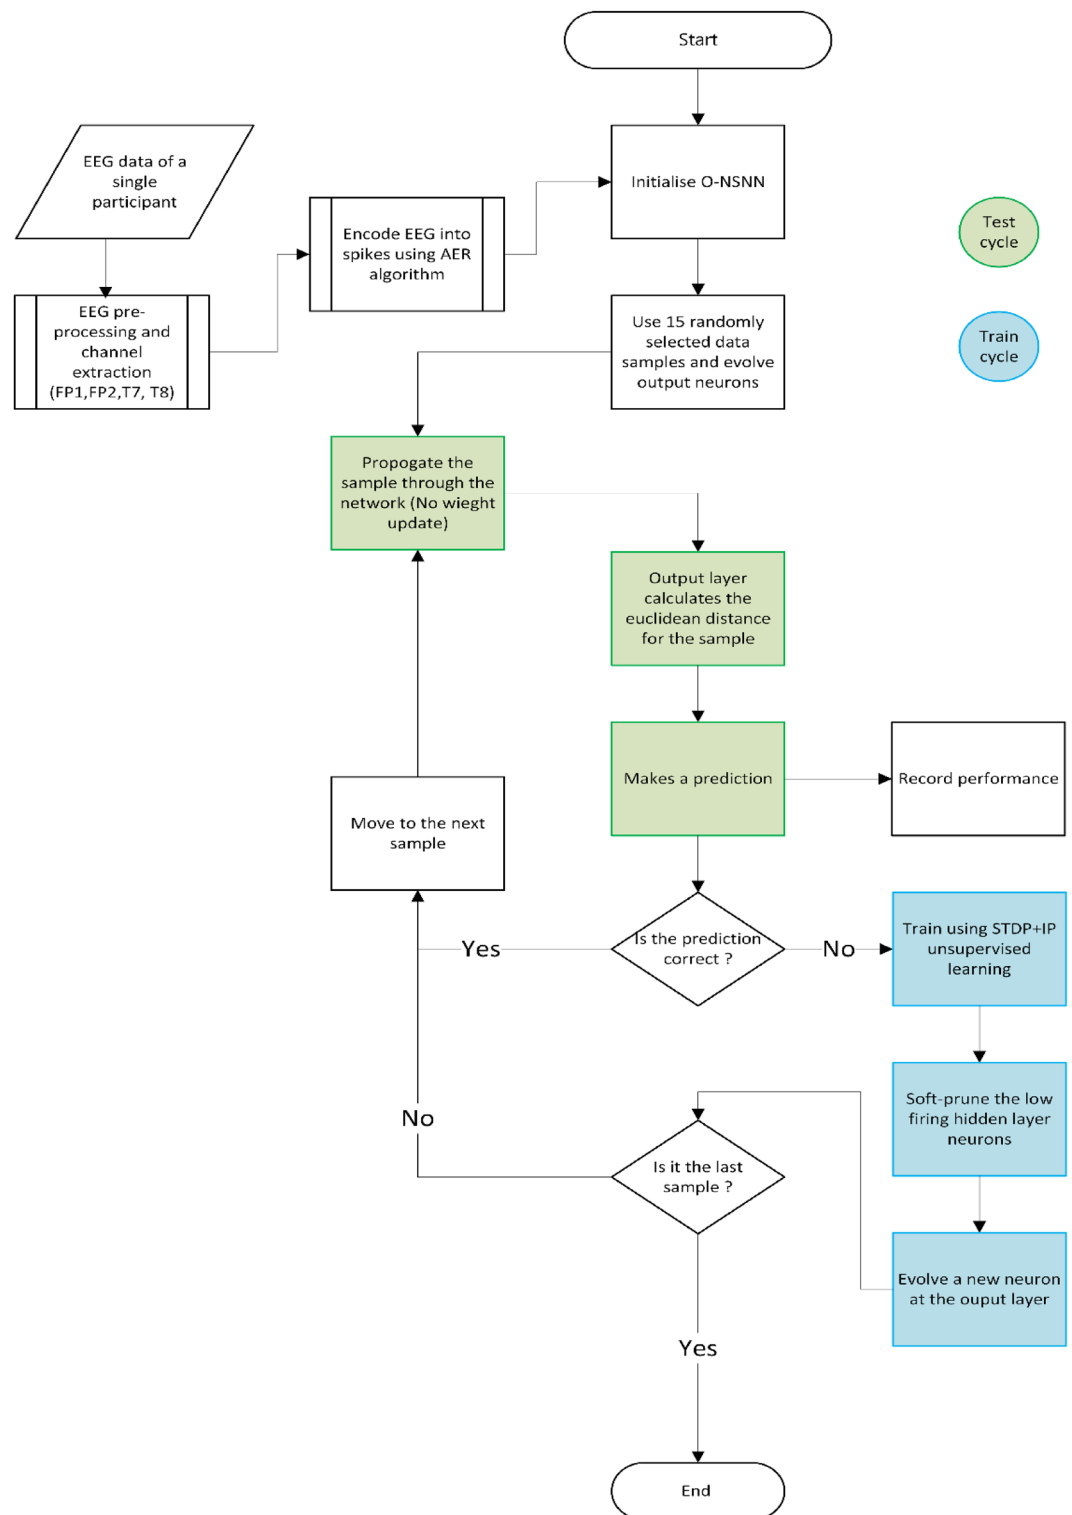 Start
EEG data of a
single
participant
Initialise O-NSNN
Encode EEG into
spikes using AER
algorithm
Test
cycle
EEG pre-
processing and
channel
extraction
(FP1,FP2,T7, T8)
Use 15 randomly
selected data
samples and evolve
output neurons
Train
cycle
Propogate the
sample through the
network (No wieght
update)
Output layer
calculates the
euclidean distance
for the sample
Makes a prediction
Record performance
Move to the next
sample
Is the prediction
correct ?
Yes
No
Train using STDP+IP
unsupervised
learning
Soft-prune the low
firing hidden layer
neurons
No
Is it the last
sample ?
Evolve a new neuron
at the ouput layer
Yes
End